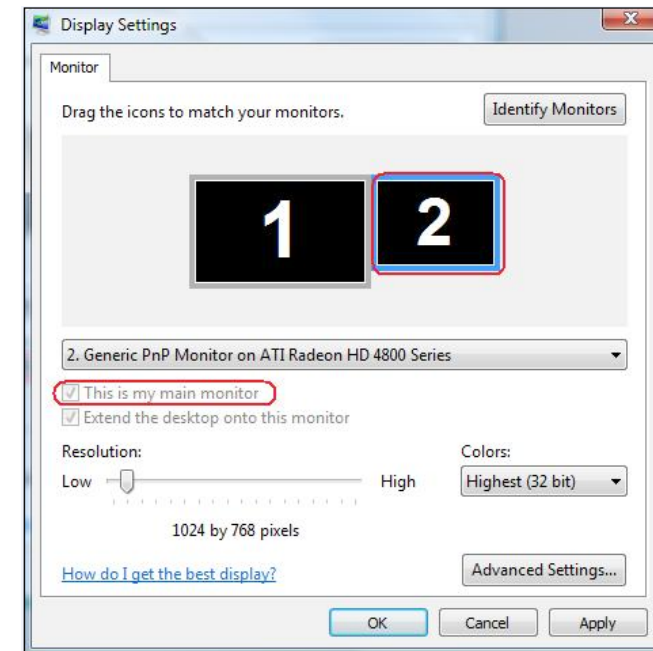 Display Settings
Monitor
Drag the icons to match your monitors.
Identify Monitors
1
2
2. Generic PnP Monitor on ATI Radeon HD 4800 Series
This is my main monitor
Extend the desktop onto this monitor
Resolution:
Colors:
Low
High
Highest (32 bit)
1024 by 768 pixels
How do I get the best display?
Advanced Settings...
OK
Cancel
Apply